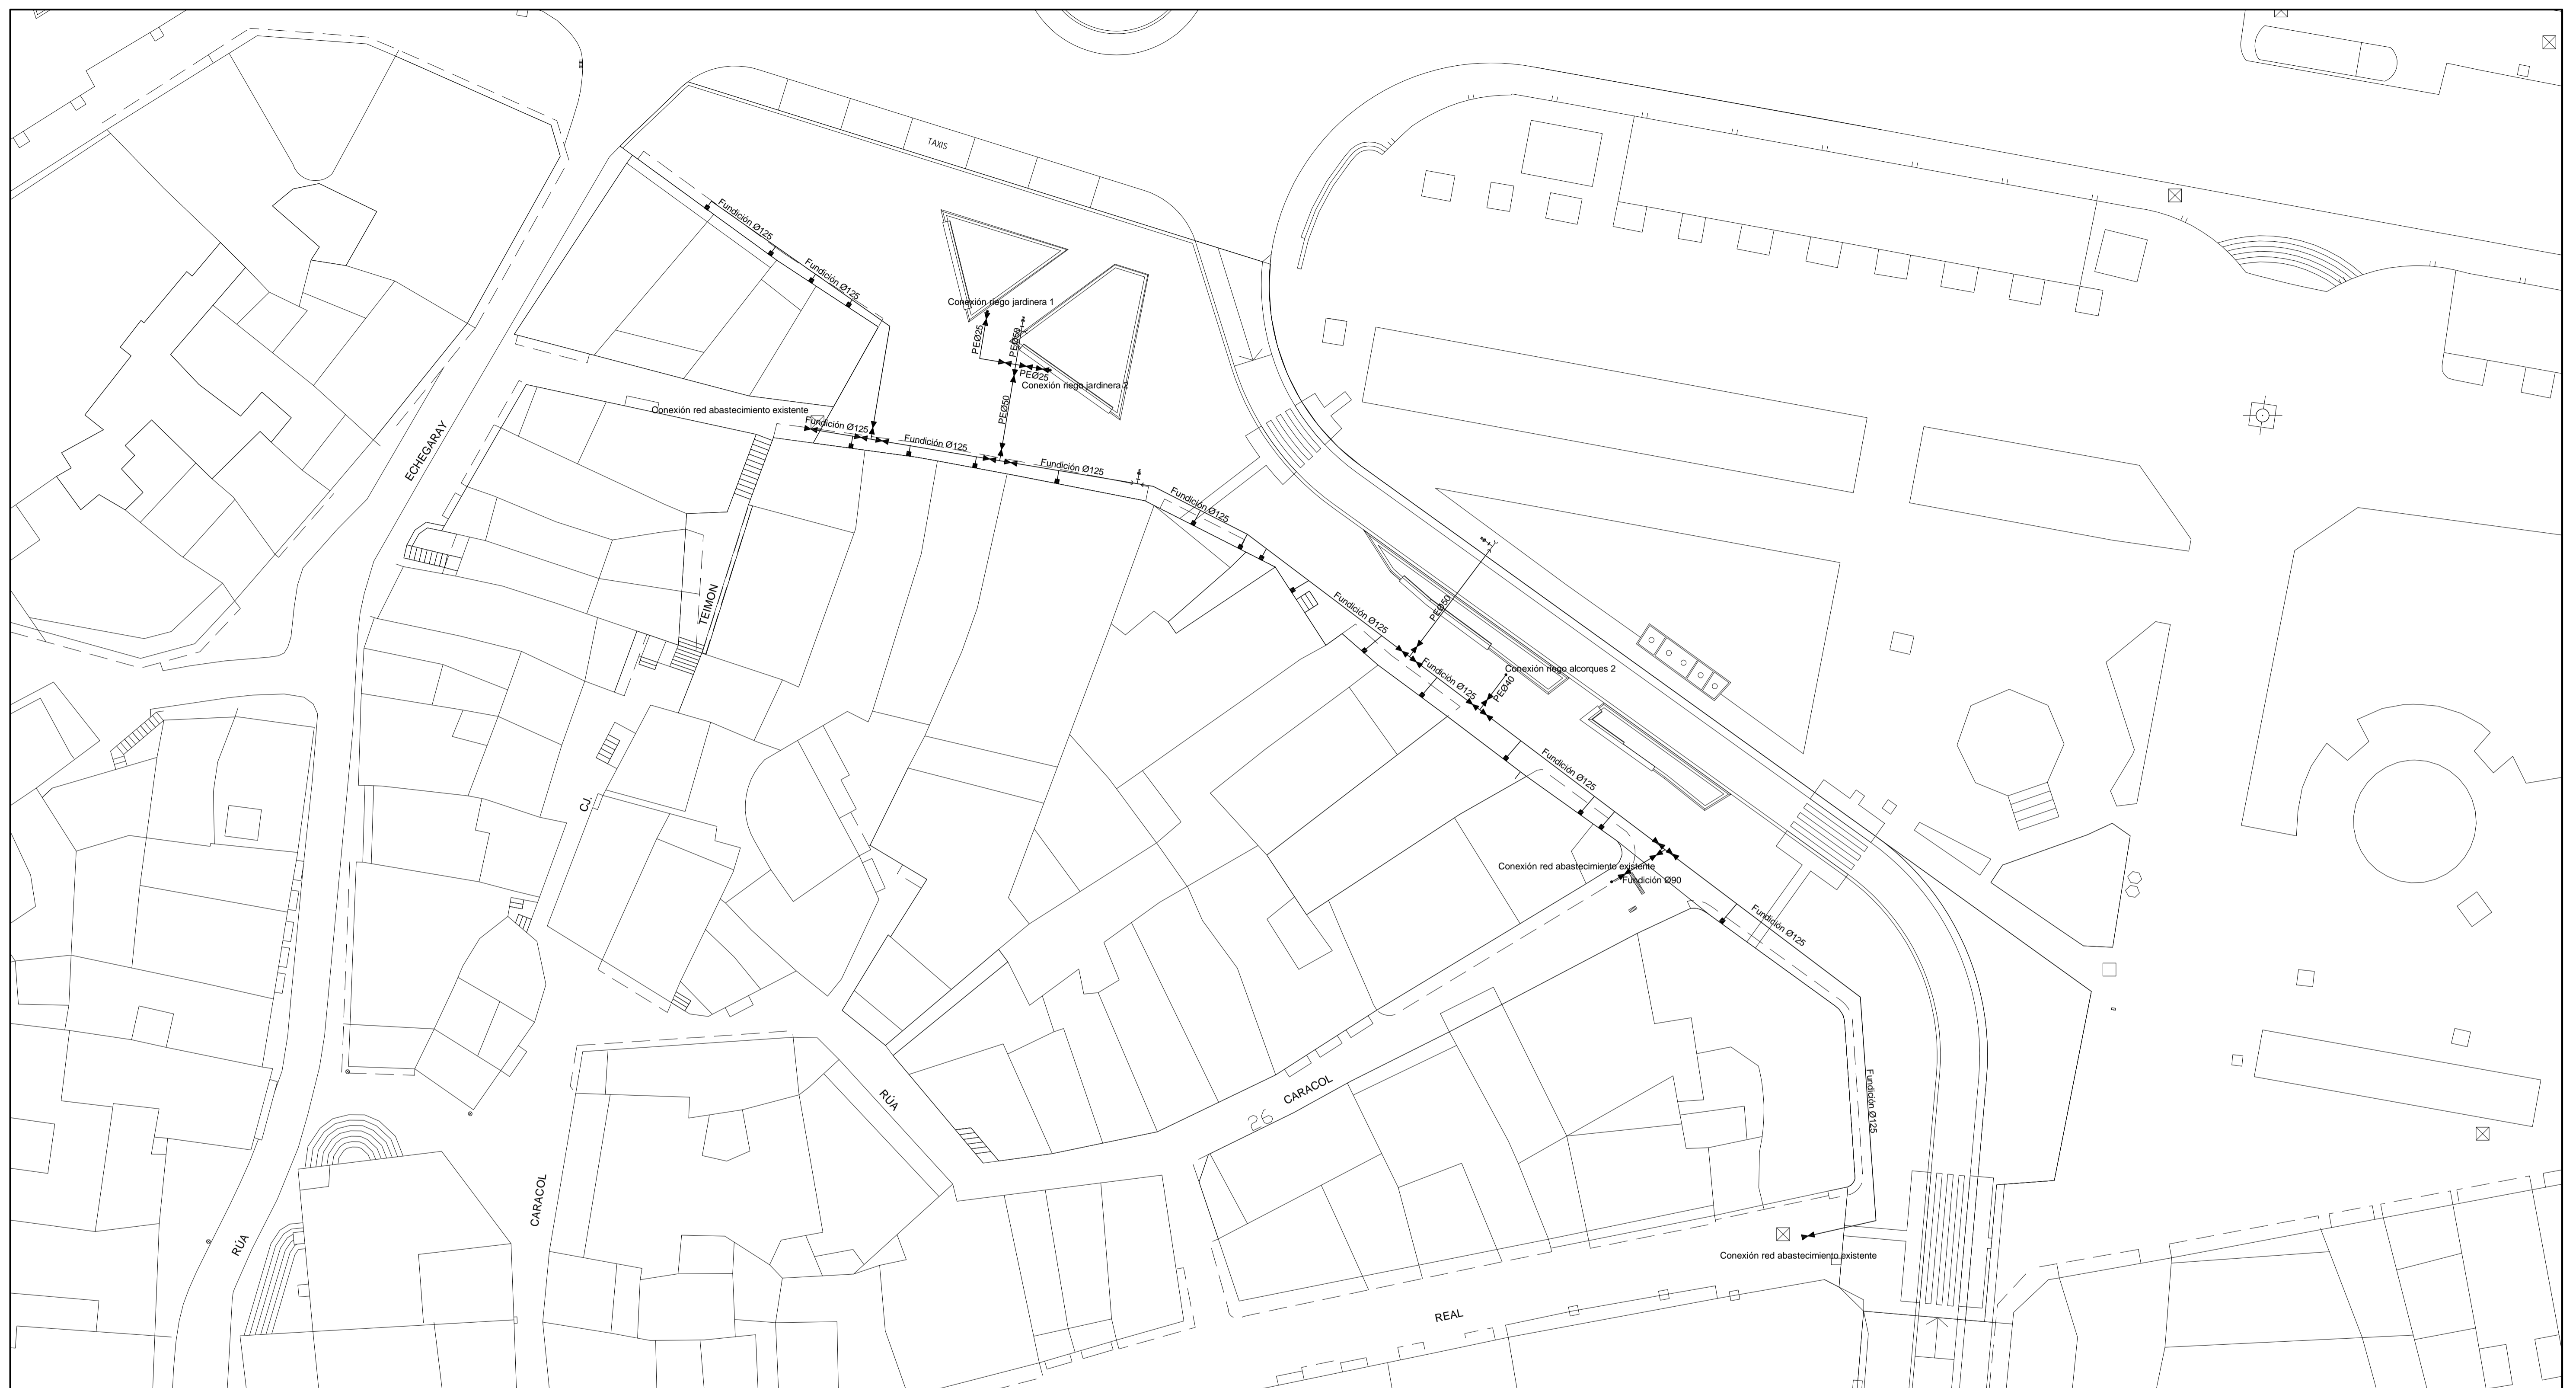 TAXIS
Fundición Ø125
Fundición Ø125
Conexión riego jardinera 1
PEØ25
PEØ50
PEØ25
Conexión riego jardinera 2
PEØ50
Conexión red abastecimiento existente
Fundición Ø125
Fundición Ø125
Fundición Ø125
Fundición Ø125
ECHEGARAY
TEIMON
CJ.
Fundición Ø125
PEØ50
Fundición Ø125
Conexión riego alcorques 2
PEØ40
Fundición Ø125
Conexión red abastecimiento existente
Fundición Ø90
Fundición Ø125
Fundición Ø125
CARACOL
26
RÚA
CARACOL
RÚA
Conexión red abastecimiento existente
REAL